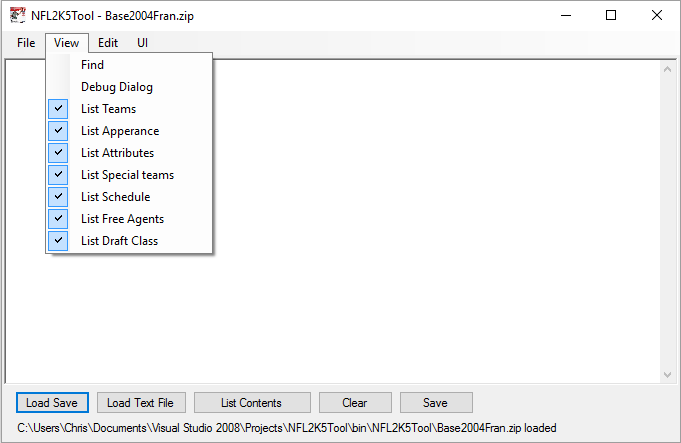 NFL2K5Tool - Base2004Fran.zip
File View Edit UI
Find
Debug Dialog
List Teams
List Apperance
List Attributes
List Special teams
List Schedule
List Free Agents
List Draft Class
Load Save Load Text File List Contents Clear Save
C:\Users\Chris\Documents\Visual Studio 2008\Projects\NFL2K5Tool\bin\NFL2K5Tool\Base2004Fran.zip loaded